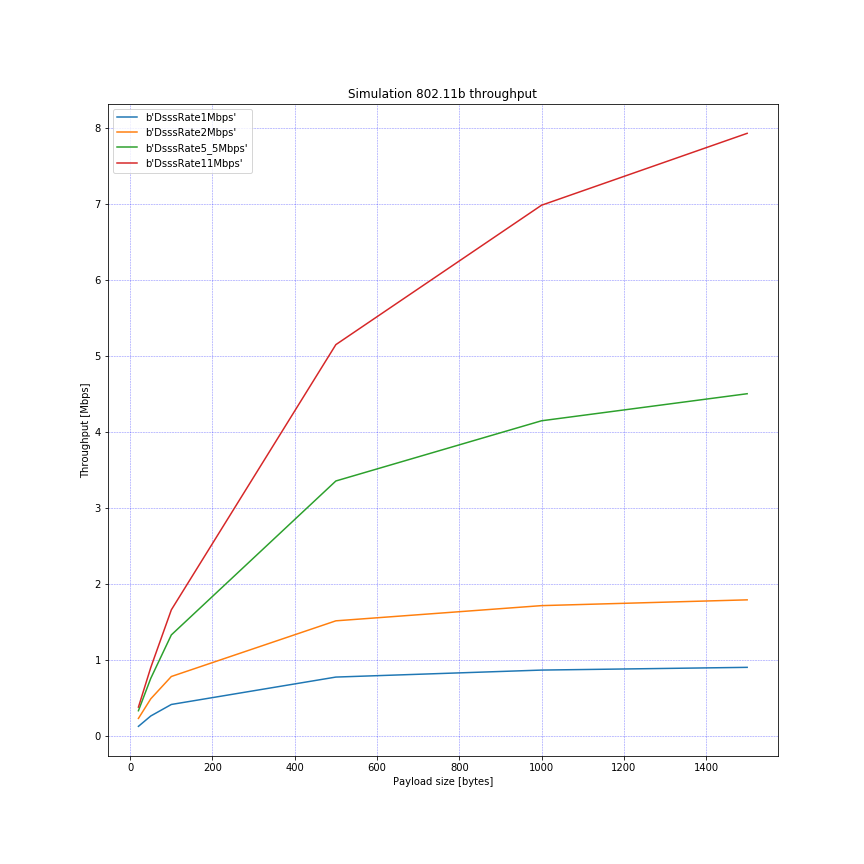 Simulation 802.11b throughput
b'DsssRate1Mbps'
b'DsssRate2Mbps'
b'DsssRate5_5Mbps'
b'DsssRate11Mbps'
8
7
6
5
4
3
2
1
0
Throughput [Mbps]
0 200 400 600 800 1000 1200 1400
Payload size [bytes]